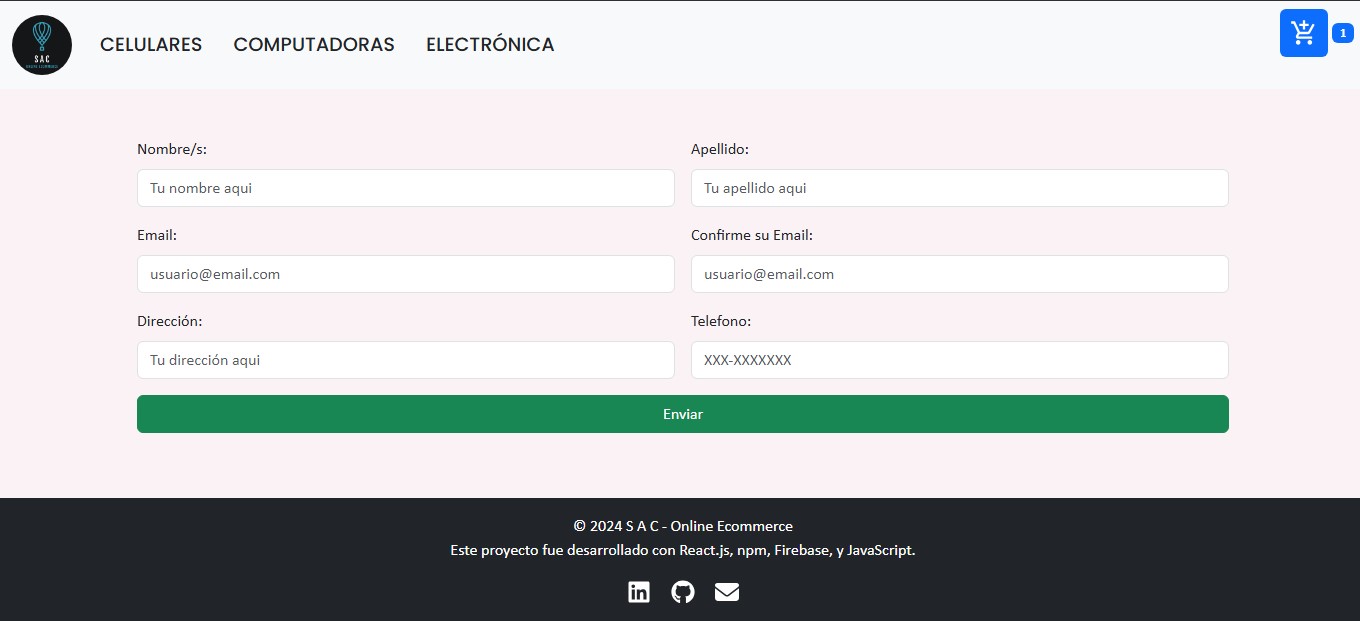 SAC
CELULARES COMPUTADORAS ELECTRÓNICA 1
Nombre/s: Apellido:
Tu nombre aqui Tu apellido aqui
Email: Confirme su Email:
usuario@email.com usuario@email.com
Dirección: Telefono:
Tu dirección aqui XXX-XXXXXXX
Enviar
© 2024 S A C - Online Ecommerce
Este proyecto fue desarrollado con React.js, npm, Firebase, y JavaScript.
in